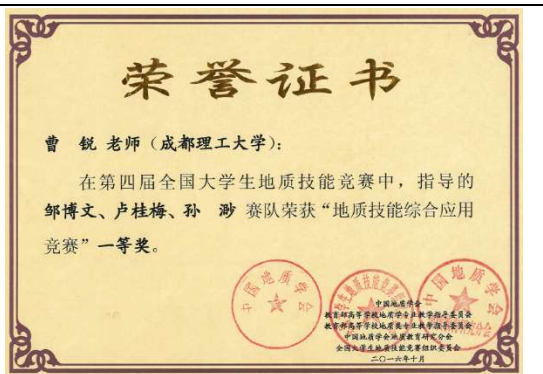 荣誉证书
曹 锐 老师（成都理工大学）：
在第四届全国大学生地质技能竞赛中，指导的
邹博文、卢桂梅、孙 渺 赛队荣获“地质技能综合应用
竞赛”一等奖。
中国地质学会
中国地质学会
教育部高等学校地质学专业教学指导委员会
教育部高等学校地质类专业教学指导委员会
中国地质学会地质教育研究分会
全国大学生地质技能竞赛组织委员会
二〇一六年十月